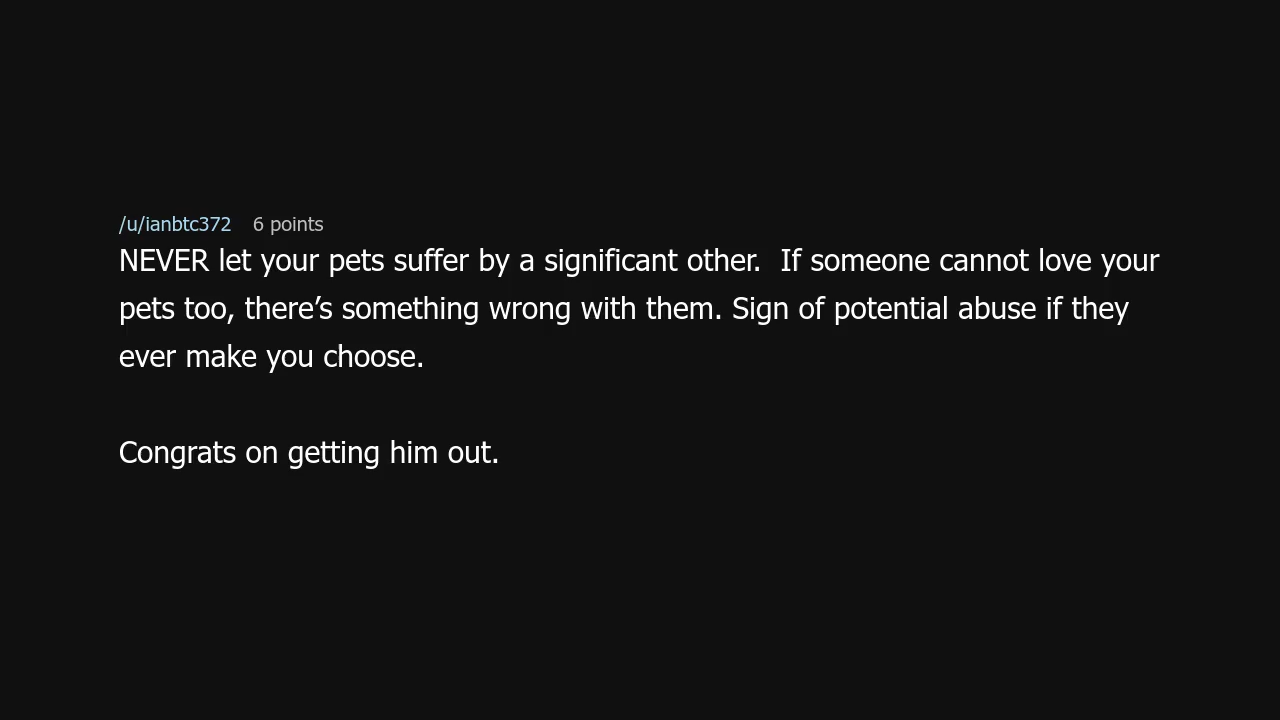 /u/ianbtc372 6 points
NEVER let your pets suffer by a significant other.  If someone cannot love your
pets too, there’s something wrong with them. Sign of potential abuse if they
ever make you choose.
Congrats on getting him out.